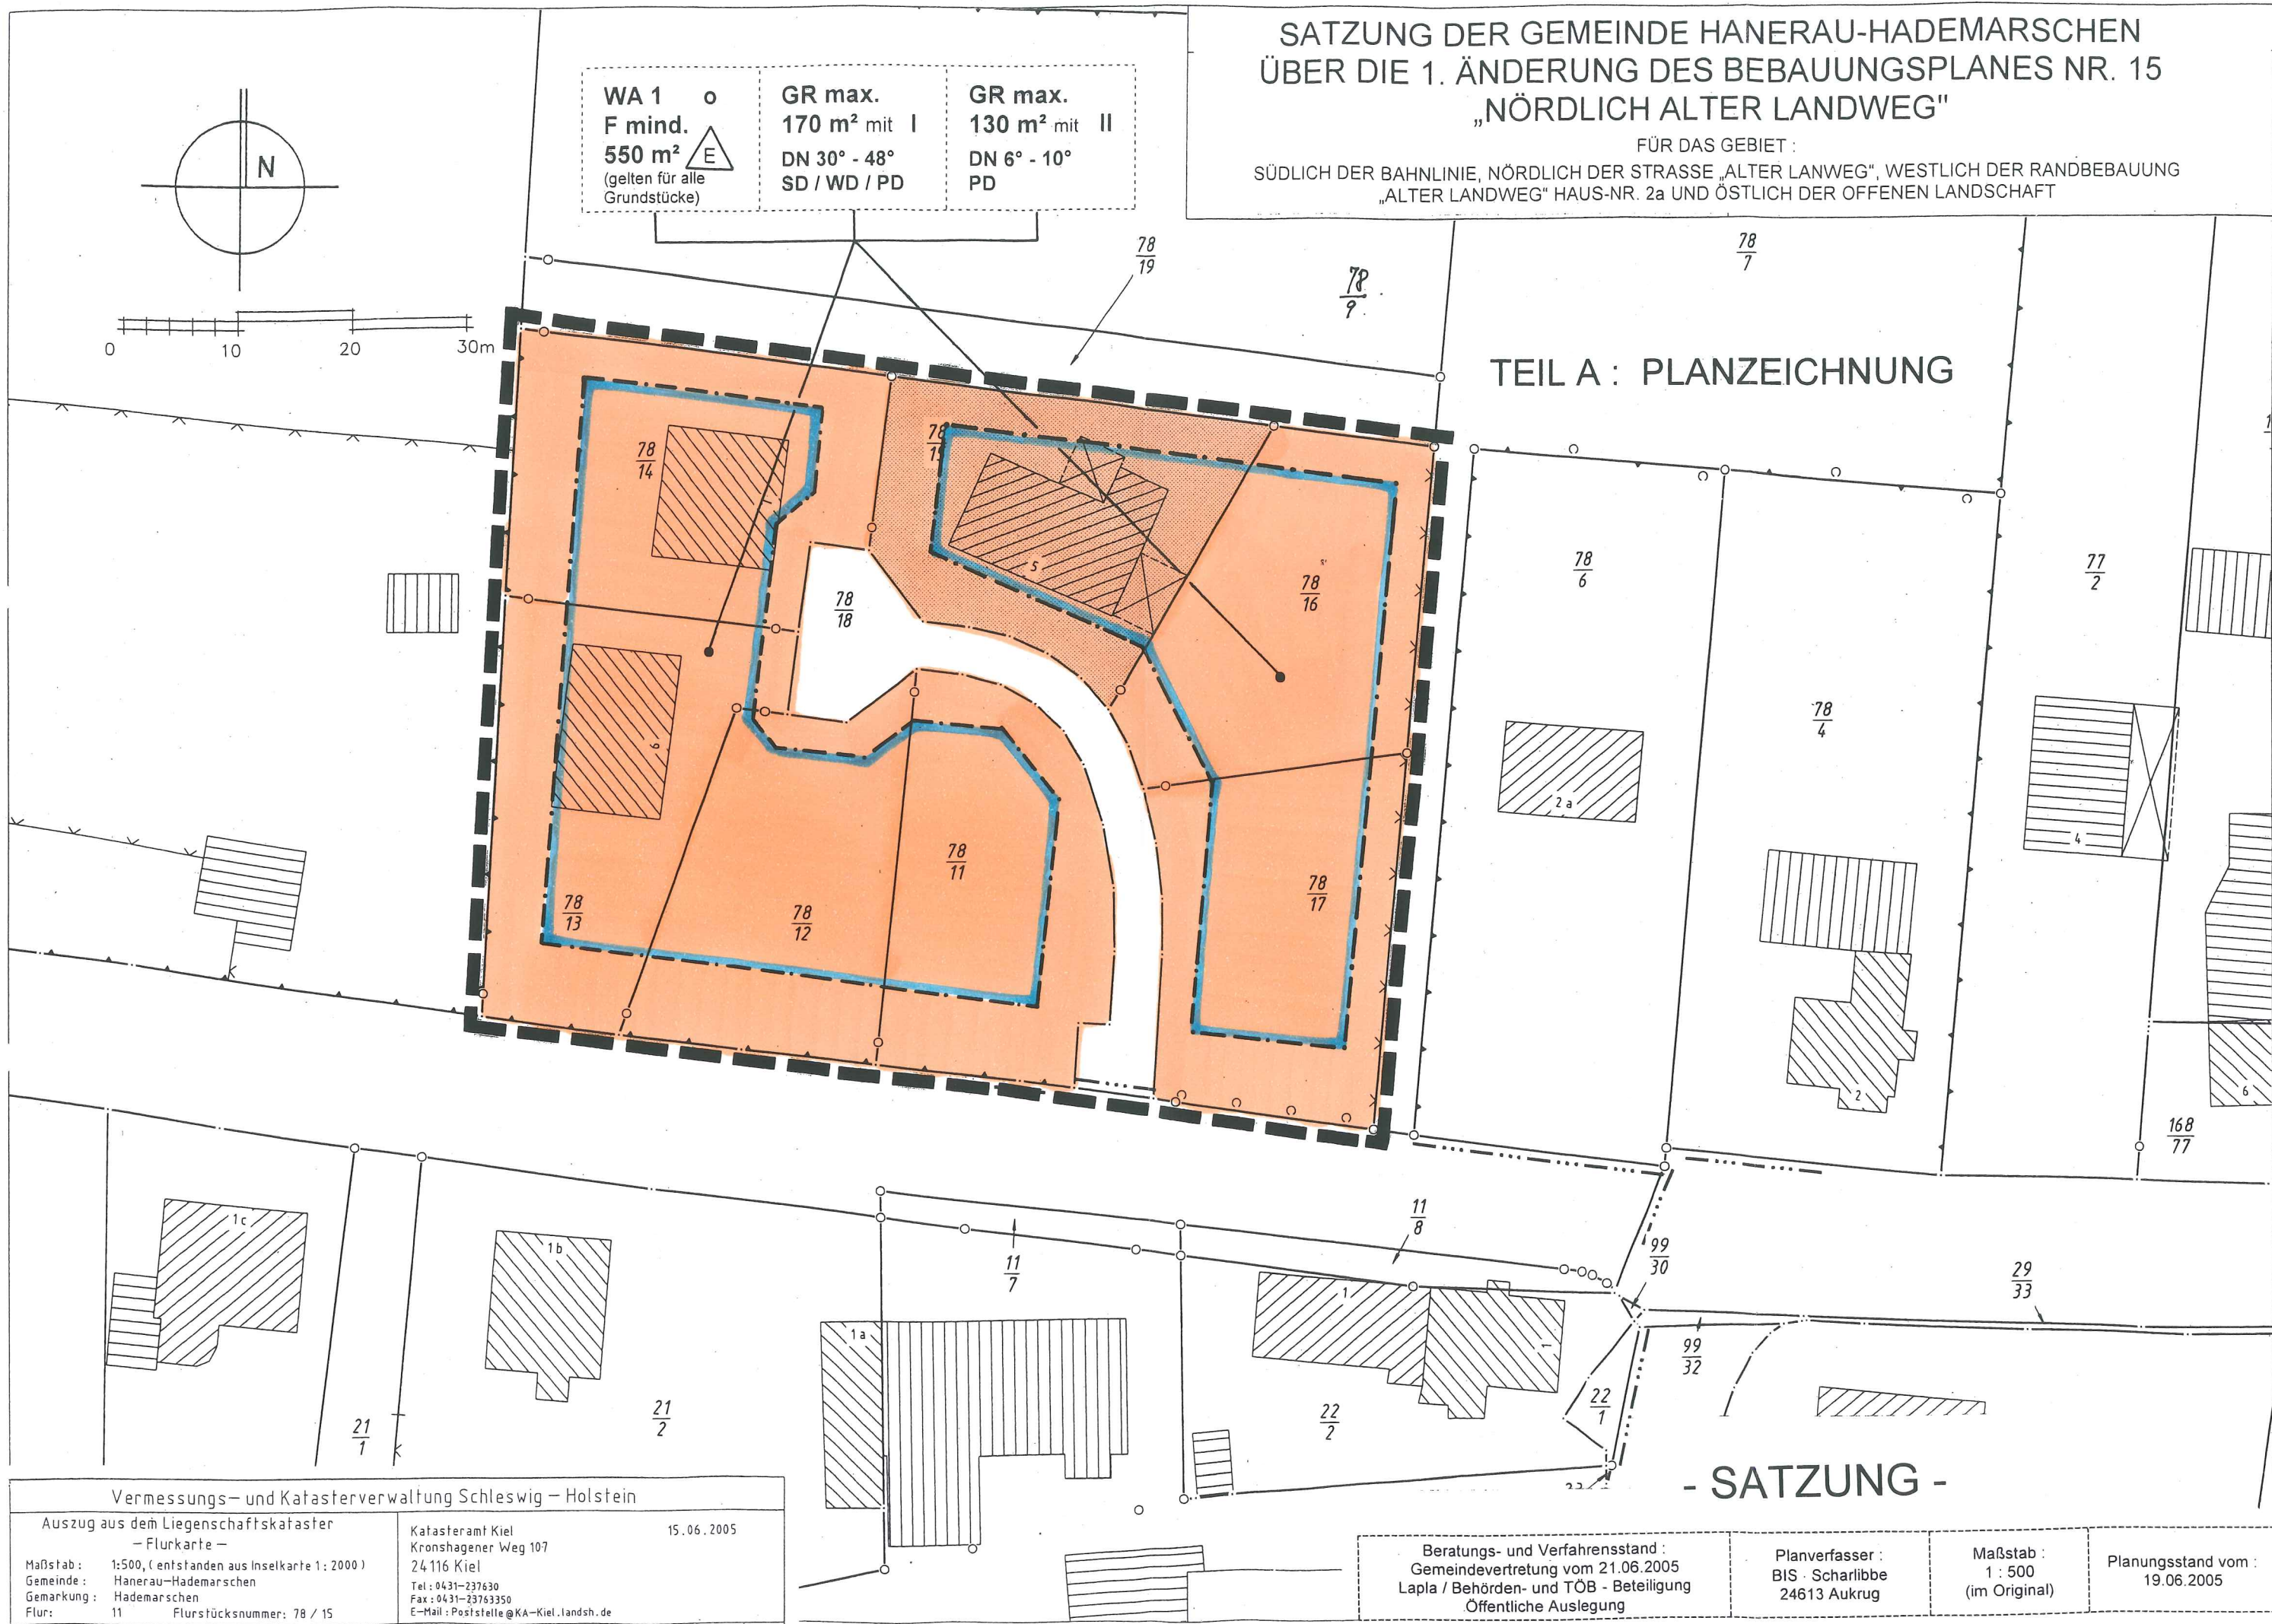 SATZUNG DER GEMEINDE HANERAU-HADEMARSCHEN
ÜBER DIE 1. ÄNDERUNG DES BEBAUUNGSPLANES NR. 15
„NÖRDLICH ALTER LANDWEG"
FÜR DAS GEBIET :
SÜDLICH DER BAHNLINIE, NÖRDLICH DER STRASSE „ALTER LANWEG", WESTLICH DER RANDBEBAUUNG
„ALTER LANDWEG" HAUS-NR. 2a UND ÖSTLICH DER OFFENEN LANDSCHAFT
WA 1 o
F mind.
550 m² E
(gelten für alle
Grundstücke)
GR max.
170 m² mit I
DN 30° - 48°
SD / WD / PD
GR max.
130 m² mit II
DN 6° - 10°
PD
N
0 10 20 30m
78
19
78
9
78
7
TEIL A : PLANZEICHNUNG
78
14
78
15
5
78
16
78
18
78
6
77
2
6
78
4
2a
4
78
11
78
13
78
12
78
17
2
6
168
77
1c
1b
11
7
11
8
99
30
29
33
1a
1
1
99
32
21
1
21
2
22
2
22
1
- SATZUNG -
Vermessungs- und Katasterverwaltung Schleswig - Holstein
Auszug aus dem Liegenschaftskataster
- Flurkarte -
Maßstab : 1:500, ( entstanden aus Inselkarte 1 : 2000 )
Gemeinde : Hanerau-Hademarschen
Gemarkung : Hademarschen
Flur: 11 Flurstücksnummer: 78 / 15
Katasteramt Kiel 15.06.2005
Kronshagener Weg 107
24116 Kiel
Tel : 0431-237630
Fax : 0431-23763350
E-Mail : Poststelle@KA-Kiel.landsh.de
Beratungs- und Verfahrensstand :
Gemeindevertretung vom 21.06.2005
Lapla / Behörden- und TÖB - Beteiligung
Öffentliche Auslegung
Planverfasser :
BIS · Scharlibbe
24613 Aukrug
Maßstab :
1 : 500
(im Original)
Planungsstand vom :
19.06.2005